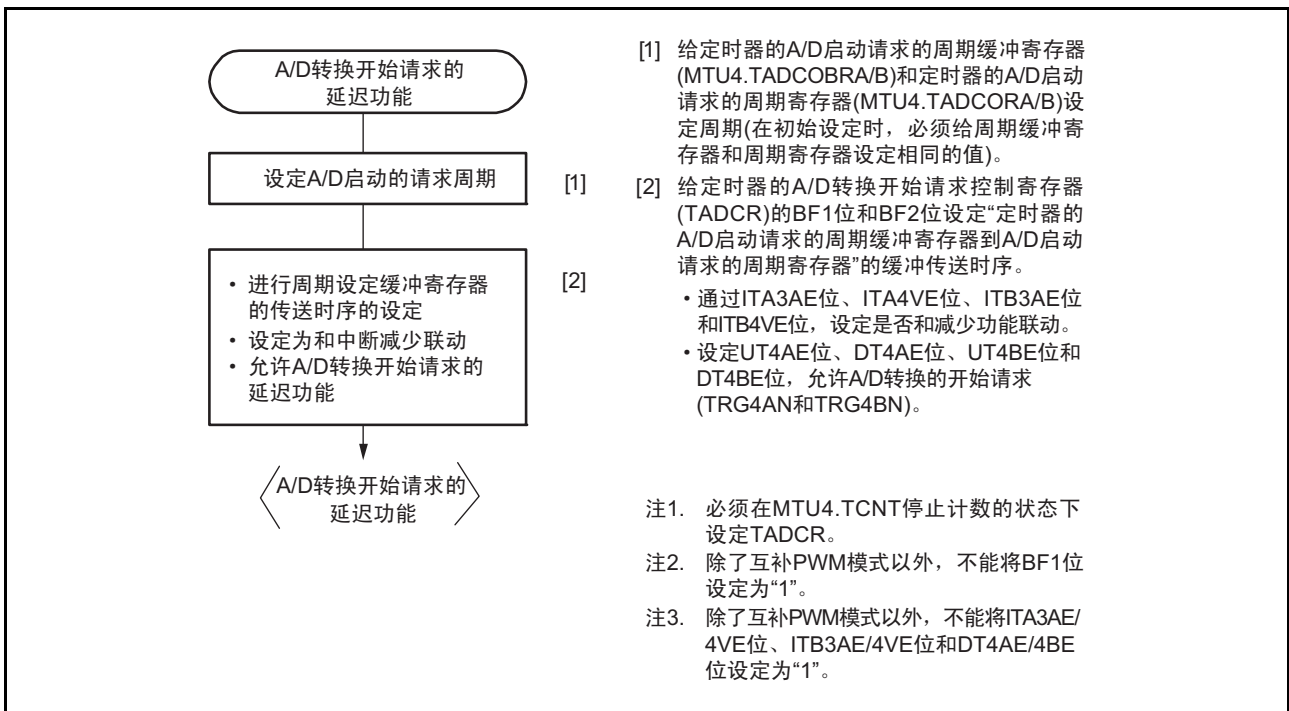 A/D转换开始请求的
延迟功能
设定A/D启动的请求周期
[1]
• 进行周期设定缓冲寄存器
的传送时序的设定
• 设定为和中断减少联动
• 允许A/D转换开始请求的
延迟功能
[2]
A/D转换开始请求的
延迟功能
[1] 给定时器的A/D启动请求的周期缓冲寄存器
(MTU4.TADCOBRA/B)和定时器的A/D启动
请求的周期寄存器(MTU4.TADCORA/B)设
定周期(在初始设定时，必须给周期缓冲寄
存器和周期寄存器设定相同的值)。
[2] 给定时器的A/D转换开始请求控制寄存器
(TADCR)的BF1位和BF2位设定“定时器的
A/D启动请求的周期缓冲寄存器到A/D启动
请求的周期寄存器”的缓冲传送时序。
• 通过ITA3AE位、ITA4VE位、ITB3AE位
和ITB4VE位，设定是否和减少功能联动。
• 设定UT4AE位、DT4AE位、UT4BE位和
DT4BE位，允许A/D转换的开始请求
(TRG4AN和TRG4BN)。
注1. 必须在MTU4.TCNT停止计数的状态下
设定TADCR。
注2. 除了互补PWM模式以外，不能将BF1位
设定为“1”。
注3. 除了互补PWM模式以外，不能将ITA3AE/
4VE位、ITB3AE/4VE位和DT4AE/4BE
位设定为“1”。